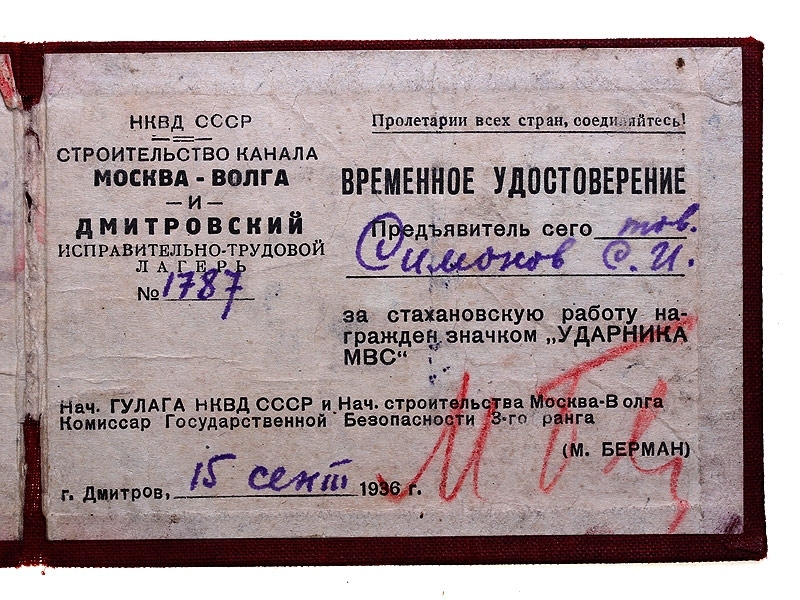 НКВД СССР
СТРОИТЕЛЬСТВО КАНАЛА
МОСКВА - ВОЛГА
— И —
ДМИТРОВСКИЙ
ИСПРАВИТЕЛЬНО-ТРУДОВОЙ
ЛАГЕРЬ
№ 1787
Пролетарии всех стран, соединяйтесь!
ВРЕМЕННОЕ УДОСТОВЕРЕНИЕ
Предъявитель сего тов.
Симонов С. И.
за стахановскую работу на-
гражден значком „УДАРНИКА
МВС“
Нач. ГУЛАГА НКВД СССР и Нач. строительства Москва-Волга
Комиссар Государственной Безопасности 3-го ранга
(М. БЕРМАН)
г. Дмитров, 15 сент 1936 г.